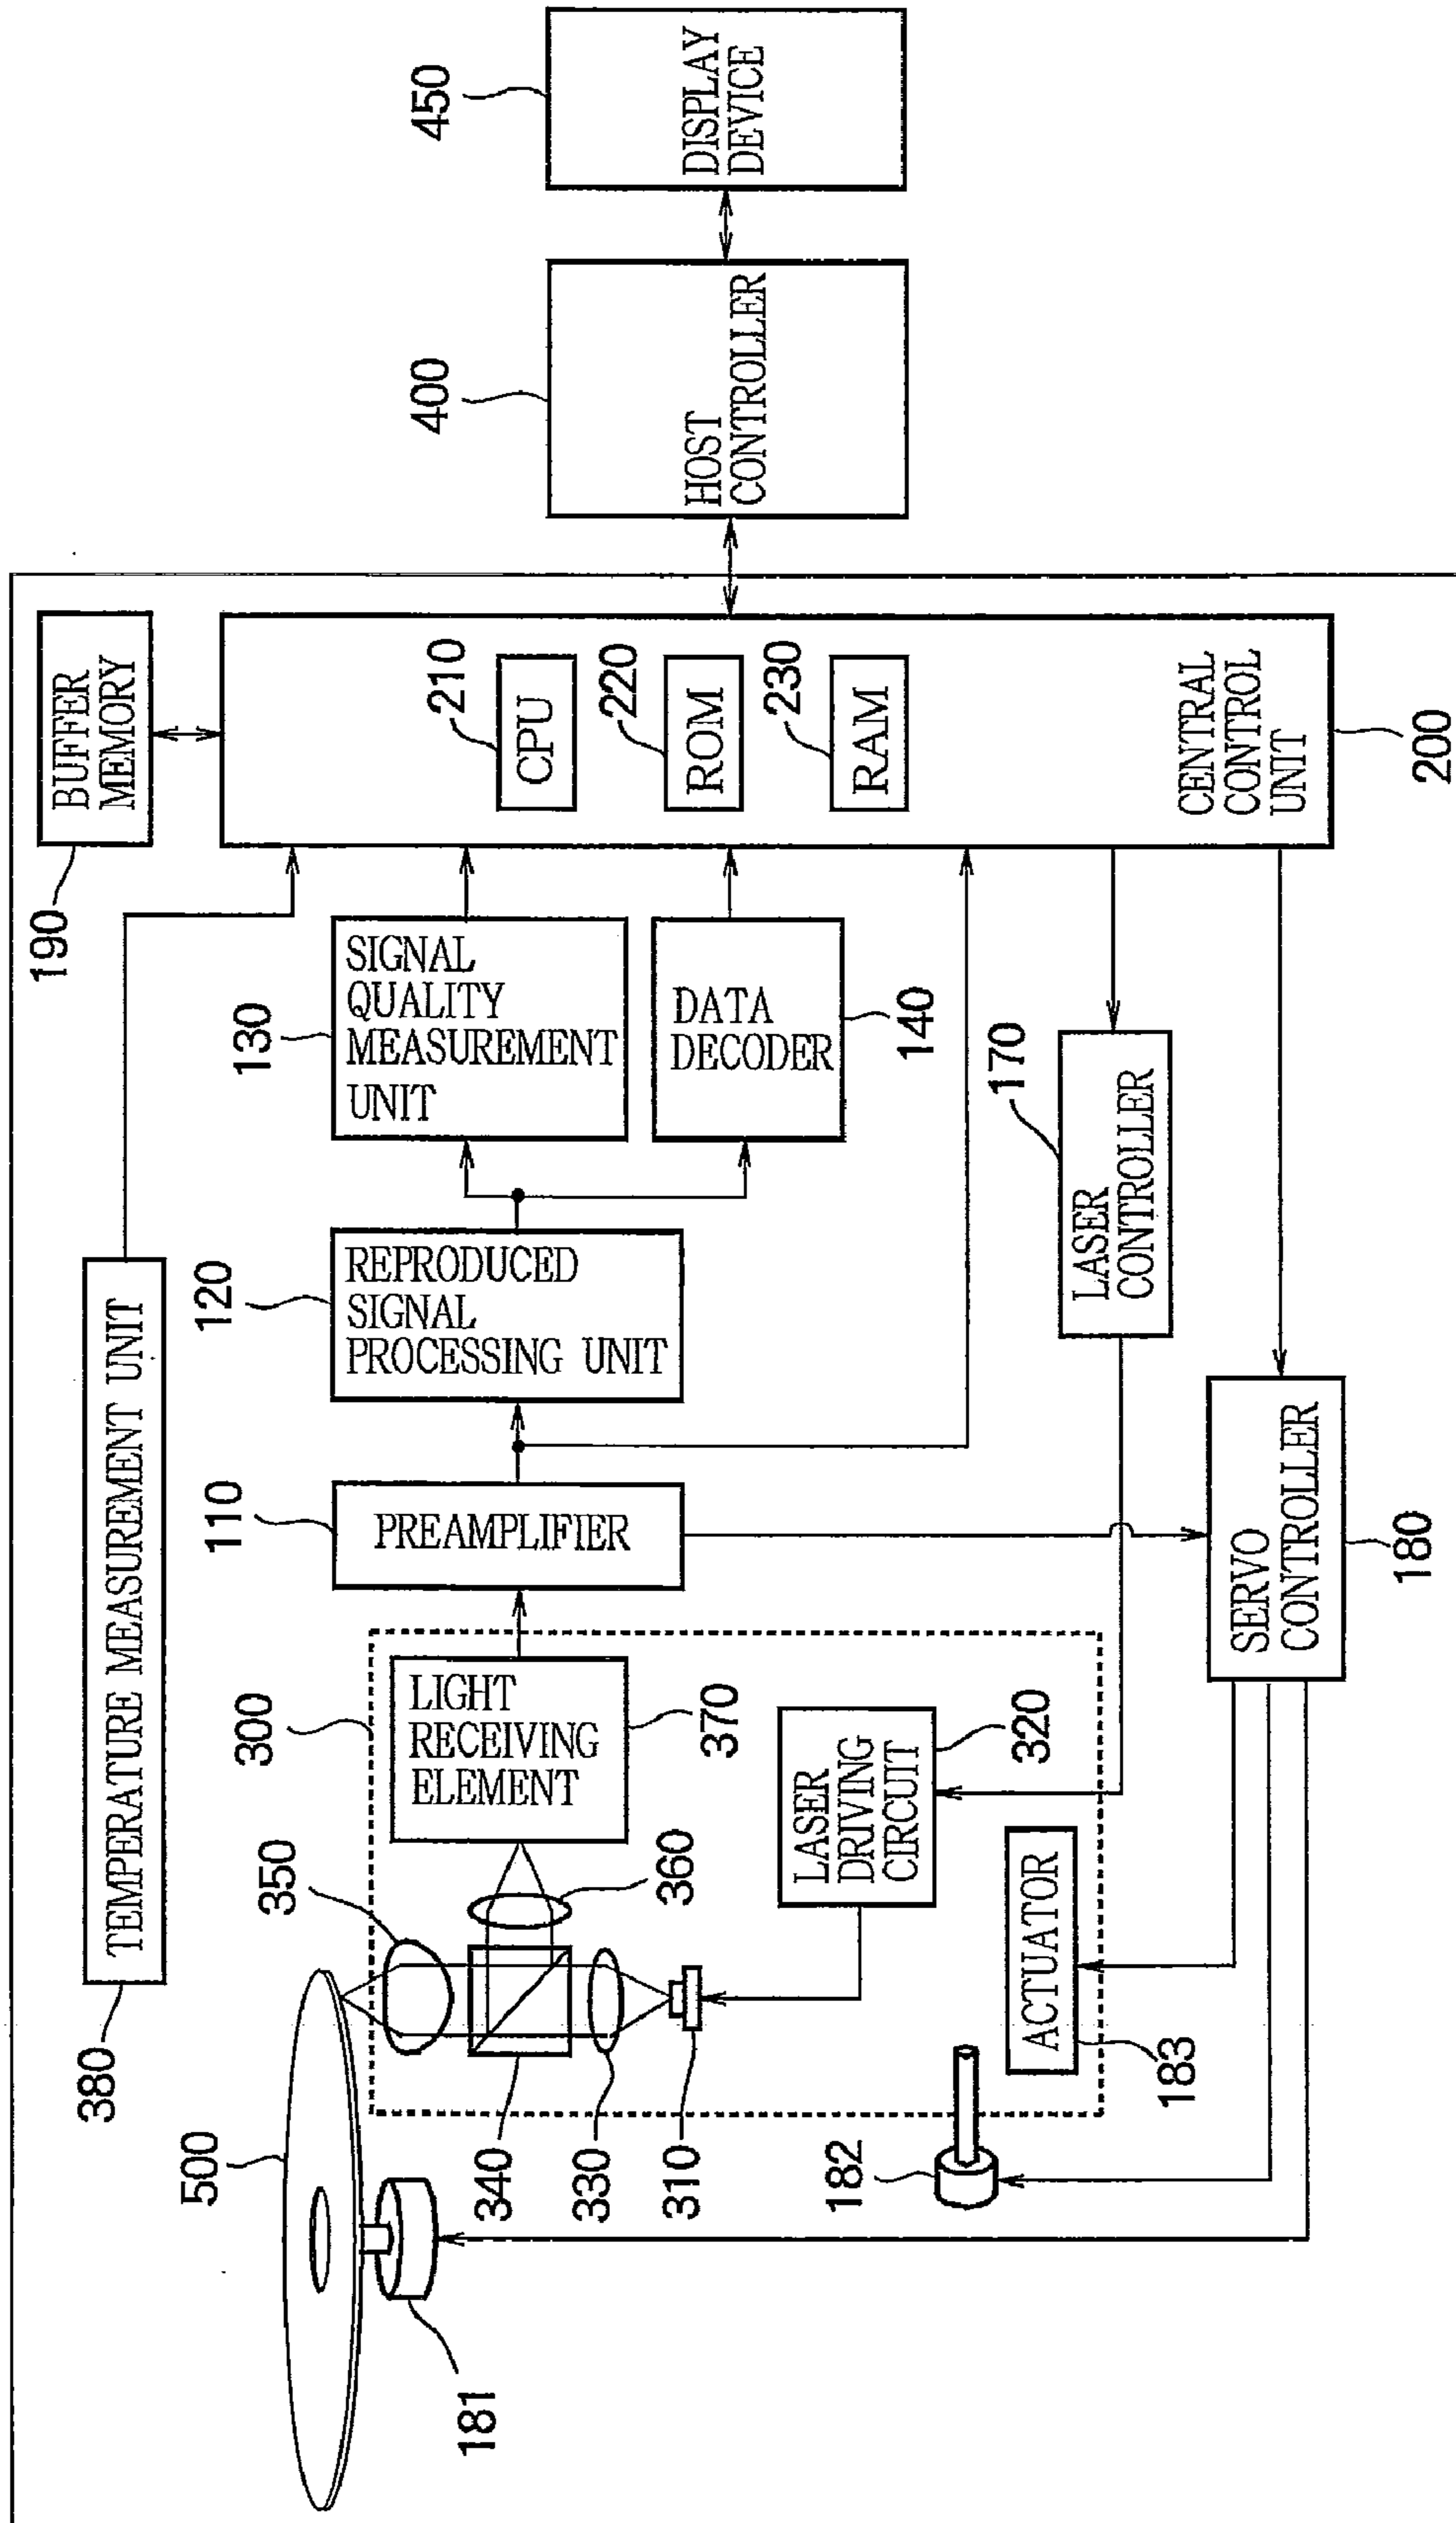 500
380
TEMPERATURE MEASUREMENT UNIT
190
BUFFER
MEMORY
350
300
LIGHT
RECEIVING
ELEMENT
370
360
340
330
310
181
110
PREAMPLIFIER
120
REPRODUCED
SIGNAL
PROCESSING UNIT
130
SIGNAL
QUALITY
MEASUREMENT
UNIT
DATA
DECODER
140
210
CPU
220
ROM
230
RAM
CENTRAL
CONTROL
UNIT
200
400
HOST
CONTROLLER
450
DISPLAY
DEVICE
LASER
DRIVING
CIRCUIT
320
182
ACTUATOR
183
170
LASER
CONTROLLER
SERVO
CONTROLLER
180